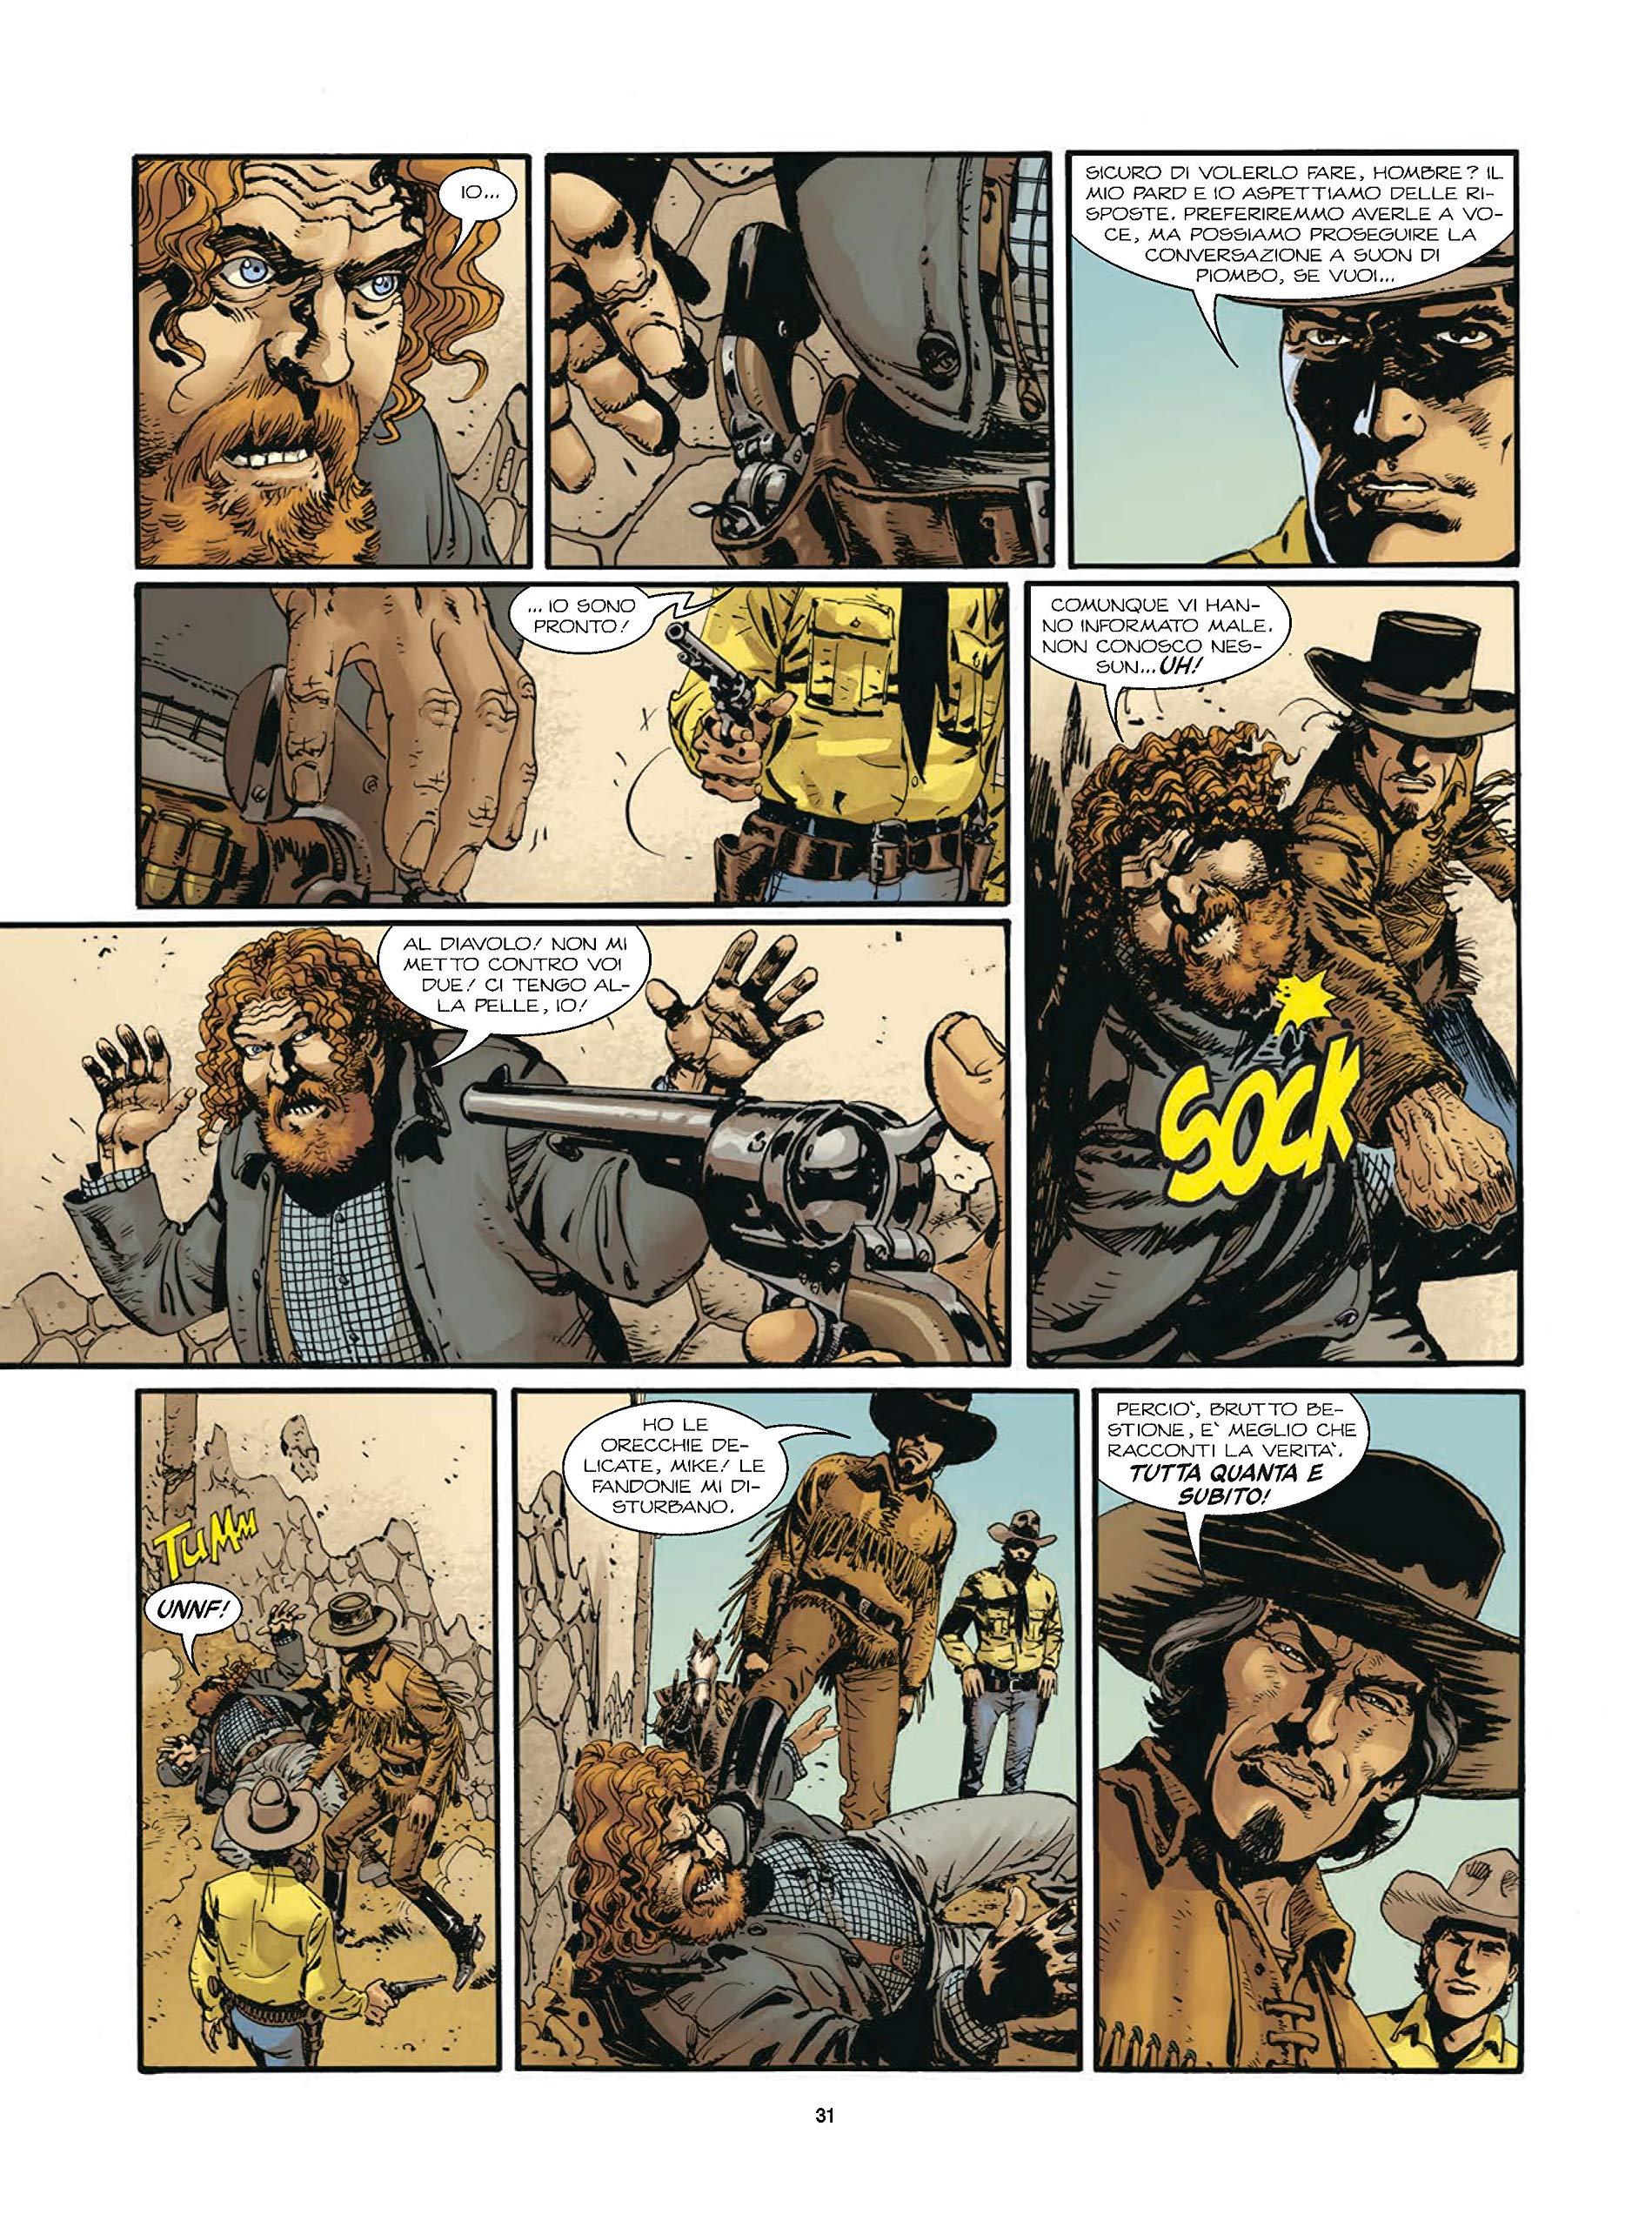 IO...
SICURO DI VOLERLO FARE, HOMBRE? IL
MIO PARD E IO ASPETTIAMO DELLE RI-
SPOSTE. PREFERIREMMO AVERLE A VO-
CE, MA POSSIAMO PROSEGUIRE LA
CONVERSAZIONE A SUON DI
PIOMBO, SE VUOI...
... IO SONO
PRONTO!
AL DIAVOLO! NON MI
METTO CONTRO VOI
DUE! CI TENGO AL-
LA PELLE, IO!
COMUNQUE VI HAN-
NO INFORMATO MALE.
NON CONOSCO NES-
SUN... UH!
SOCK
TUMM
UNNF!
HO LE
ORECCHIE DE-
LICATE, MIKE! LE
FANDONIE MI DI-
STURBANO.
PERCIO`, BRUTTO BE-
STIONE, E` MEGLIO CHE
RACCONTI LA VERITA`.
TUTTA QUANTA E
SUBITO!
31